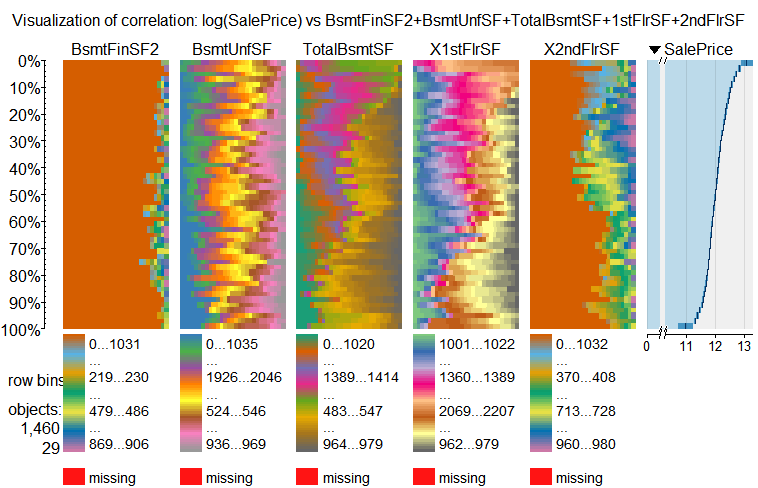 Visualization of correlation: log(SalePrice) vs BsmtFinSF2+BsmtUnfSF+TotalBsmtSF+1stFlrSF+2ndFlrSF
BsmtFinSF2 BsmtUnfSF TotalBsmtSF X1stFlrSF X2ndFlrSF ▼ SalePrice
0%
10%
20%
30%
40%
50%
60%
70%
80%
90%
100%
0 11 12 13
0...1031 0...1035 0...1020 1001...1022 0...1032
... ... ... ... ...
row bins 219...230 1926...2046 1389...1414 1360...1389 370...408
... ... ... ... ...
objects: 479...486 524...546 483...547 2069...2207 713...728
1,460 ... ... ... ... ...
29 869...906 936...969 964...979 962...979 960...980
missing missing missing missing missing